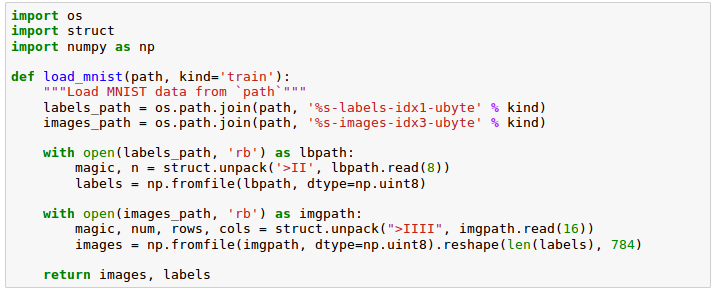 import os
import struct
import numpy as np

def load_mnist(path, kind='train'):
    """Load MNIST data from `path`"""
    labels_path = os.path.join(path, '%s-labels-idx1-ubyte' % kind)
    images_path = os.path.join(path, '%s-images-idx3-ubyte' % kind)

    with open(labels_path, 'rb') as lbpath:
        magic, n = struct.unpack('>II', lbpath.read(8))
        labels = np.fromfile(lbpath, dtype=np.uint8)

    with open(images_path, 'rb') as imgpath:
        magic, num, rows, cols = struct.unpack(">IIII", imgpath.read(16))
        images = np.fromfile(imgpath, dtype=np.uint8).reshape(len(labels), 784)

    return images, labels